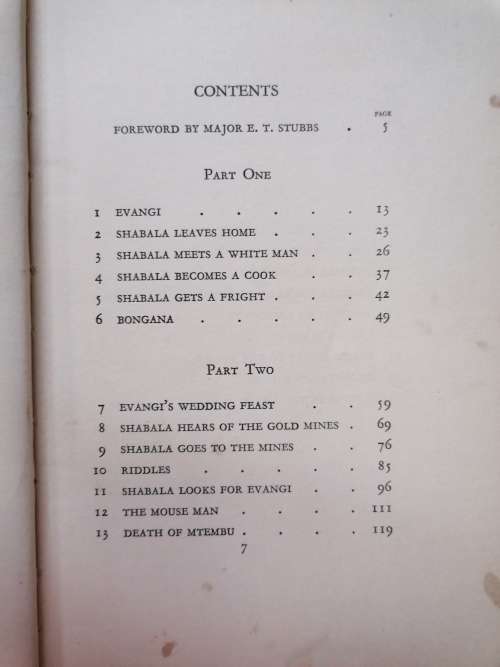 CONTENTS
PAGE
FOREWORD BY MAJOR E. T. STUBBS . 5
PART ONE
1 EVANGI . . . . . 13
2 SHABALA LEAVES HOME . . . 23
3 SHABALA MEETS A WHITE MAN . . 26
4 SHABALA BECOMES A COOK . . 37
5 SHABALA GETS A FRIGHT . . . 42
6 BONGANA . . . . . 49
PART TWO
7 EVANGI'S WEDDING FEAST . . 59
8 SHABALA HEARS OF THE GOLD MINES . 69
9 SHABALA GOES TO THE MINES . . 76
10 RIDDLES . . . . . 85
11 SHABALA LOOKS FOR EVANGI . . 96
12 THE MOUSE MAN . . . . 111
13 DEATH OF MTEMBU . . . . 119
7